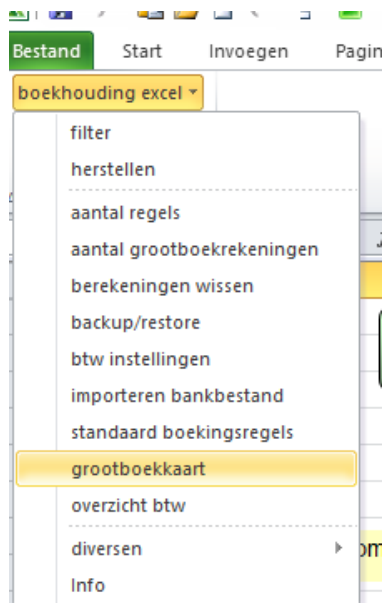 Bestand Start Invoegen Pagin
boekhouding excel
filter
herstellen
aantal regels
aantal grootboekrekeningen
berekeningen wissen
backup/restore
btw instellingen
importeren bankbestand
standaard boekingsregels
grootboekkaart
overzicht btw
diversen
Info